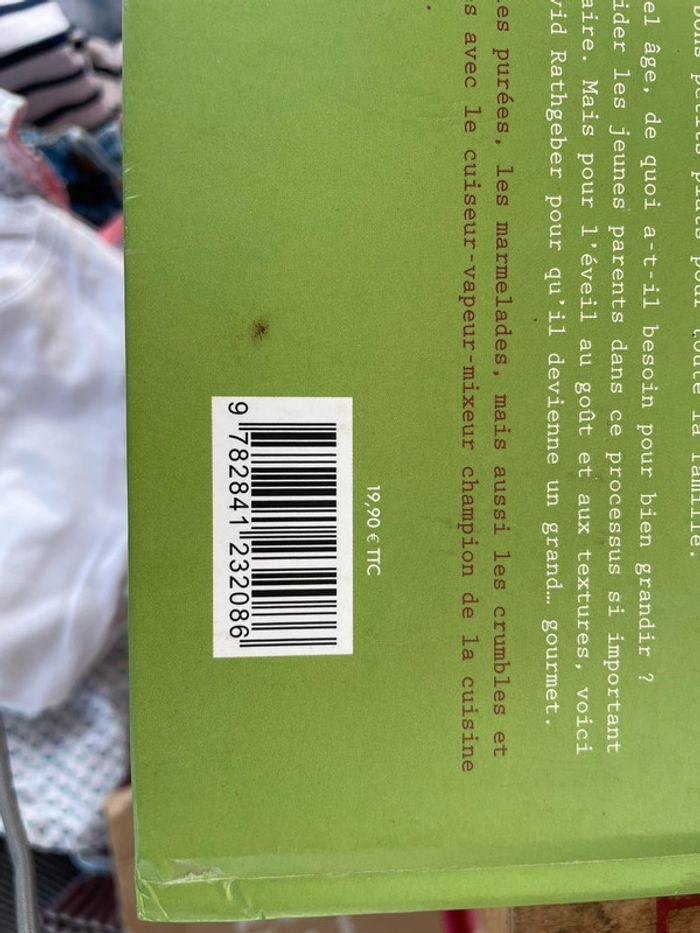 petits plats pour toute la famille.
el âge, de quoi a-t-il besoin pour bien grandir ?
ider les jeunes parents dans ce processus si important
aire. Mais pour l'éveil au goût et aux textures, voici
vid Rathgeber pour qu'il devienne un grand… gourmet.
es purées, les marmelades, mais aussi les crumbles et
s avec le cuiseur-vapeur-mixeur champion de la cuisine
.
19,90 € TTC
9 782841 232086